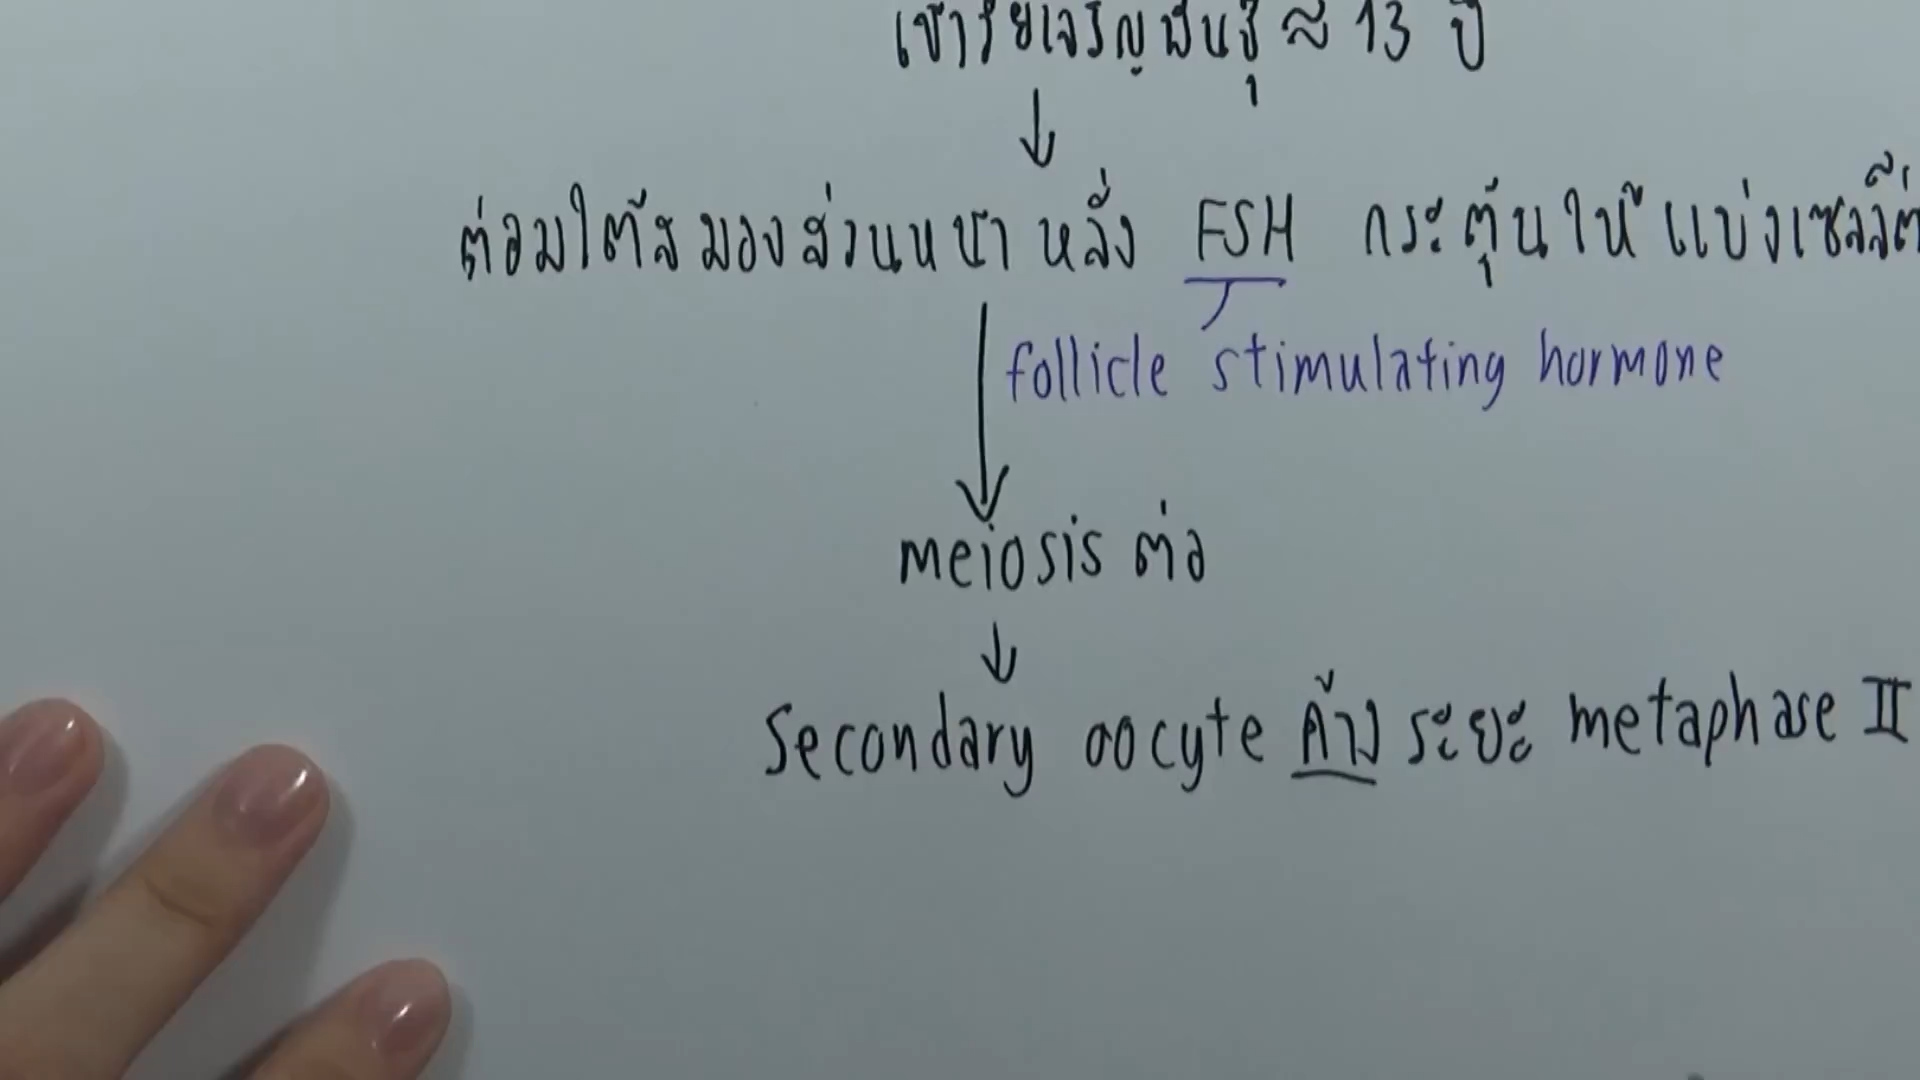 เข้าวัยเจริญพันธุ์ ~ 13 ปี
ต่อมใต้สมองส่วนหน้า หลั่ง FSH กระตุ้นให้แบ่งเซลล์ต่
follicle stimulating hormone
meiosis ต่อ
Secondary oocyte ค้าง ระยะ metaphase II